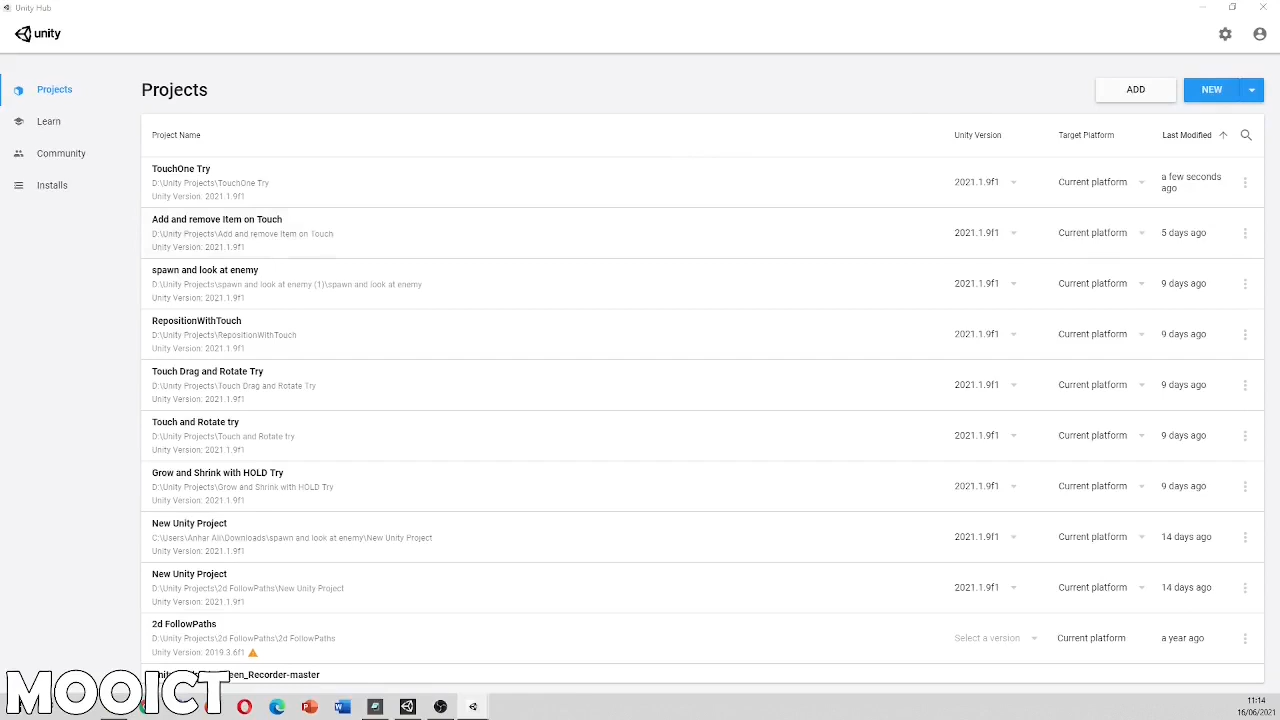 Unity Hub
unity
Projects
Learn
Community
Installs
Projects
ADD
NEW
Project Name
Unity Version
Target Platform
Last Modified
TouchOne Try
D:\Unity Projects\TouchOne Try
Unity Version: 2021.1.9f1
2021.1.9f1
Current platform
a few seconds
ago
Add and remove Item on Touch
D:\Unity Projects\Add and remove Item on Touch
Unity Version: 2021.1.9f1
2021.1.9f1
Current platform
5 days ago
spawn and look at enemy
D:\Unity Projects\spawn and look at enemy (1)\spawn and look at enemy
Unity Version: 2021.1.9f1
2021.1.9f1
Current platform
9 days ago
RepositionWithTouch
D:\Unity Projects\RepositionWithTouch
Unity Version: 2021.1.9f1
2021.1.9f1
Current platform
9 days ago
Touch Drag and Rotate Try
D:\Unity Projects\Touch Drag and Rotate Try
Unity Version: 2021.1.9f1
2021.1.9f1
Current platform
9 days ago
Touch and Rotate try
D:\Unity Projects\Touch and Rotate try
Unity Version: 2021.1.9f1
2021.1.9f1
Current platform
9 days ago
Grow and Shrink with HOLD Try
D:\Unity Projects\Grow and Shrink with HOLD Try
Unity Version: 2021.1.9f1
2021.1.9f1
Current platform
9 days ago
New Unity Project
C:\Users\Anhar Ali\Downloads\spawn and look at enemy\New Unity Project
Unity Version: 2021.1.9f1
2021.1.9f1
Current platform
14 days ago
New Unity Project
D:\Unity Projects\2d FollowPaths\New Unity Project
Unity Version: 2021.1.9f1
2021.1.9f1
Current platform
14 days ago
2d FollowPaths
D:\Unity Projects\2d FollowPaths\2d FollowPaths
Unity Version: 2019.3.6f1
Select a version
Current platform
a year ago
een_Recorder-master
MOOICT
11:14
16/06/2021